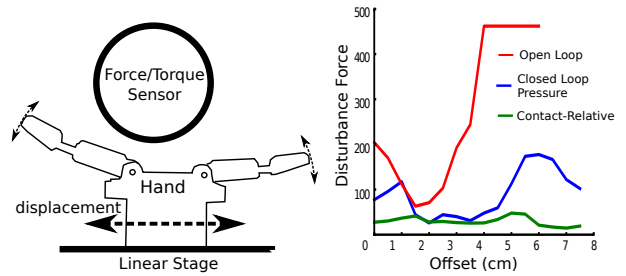 Force/Torque
Sensor
Hand
displacement
Linear Stage
500
400
300
200
100
0
1
2
3
4
5
6
7
8
Disturbance Force
Offset (cm)
Open Loop
Closed Loop
Pressure
Contact-Relative